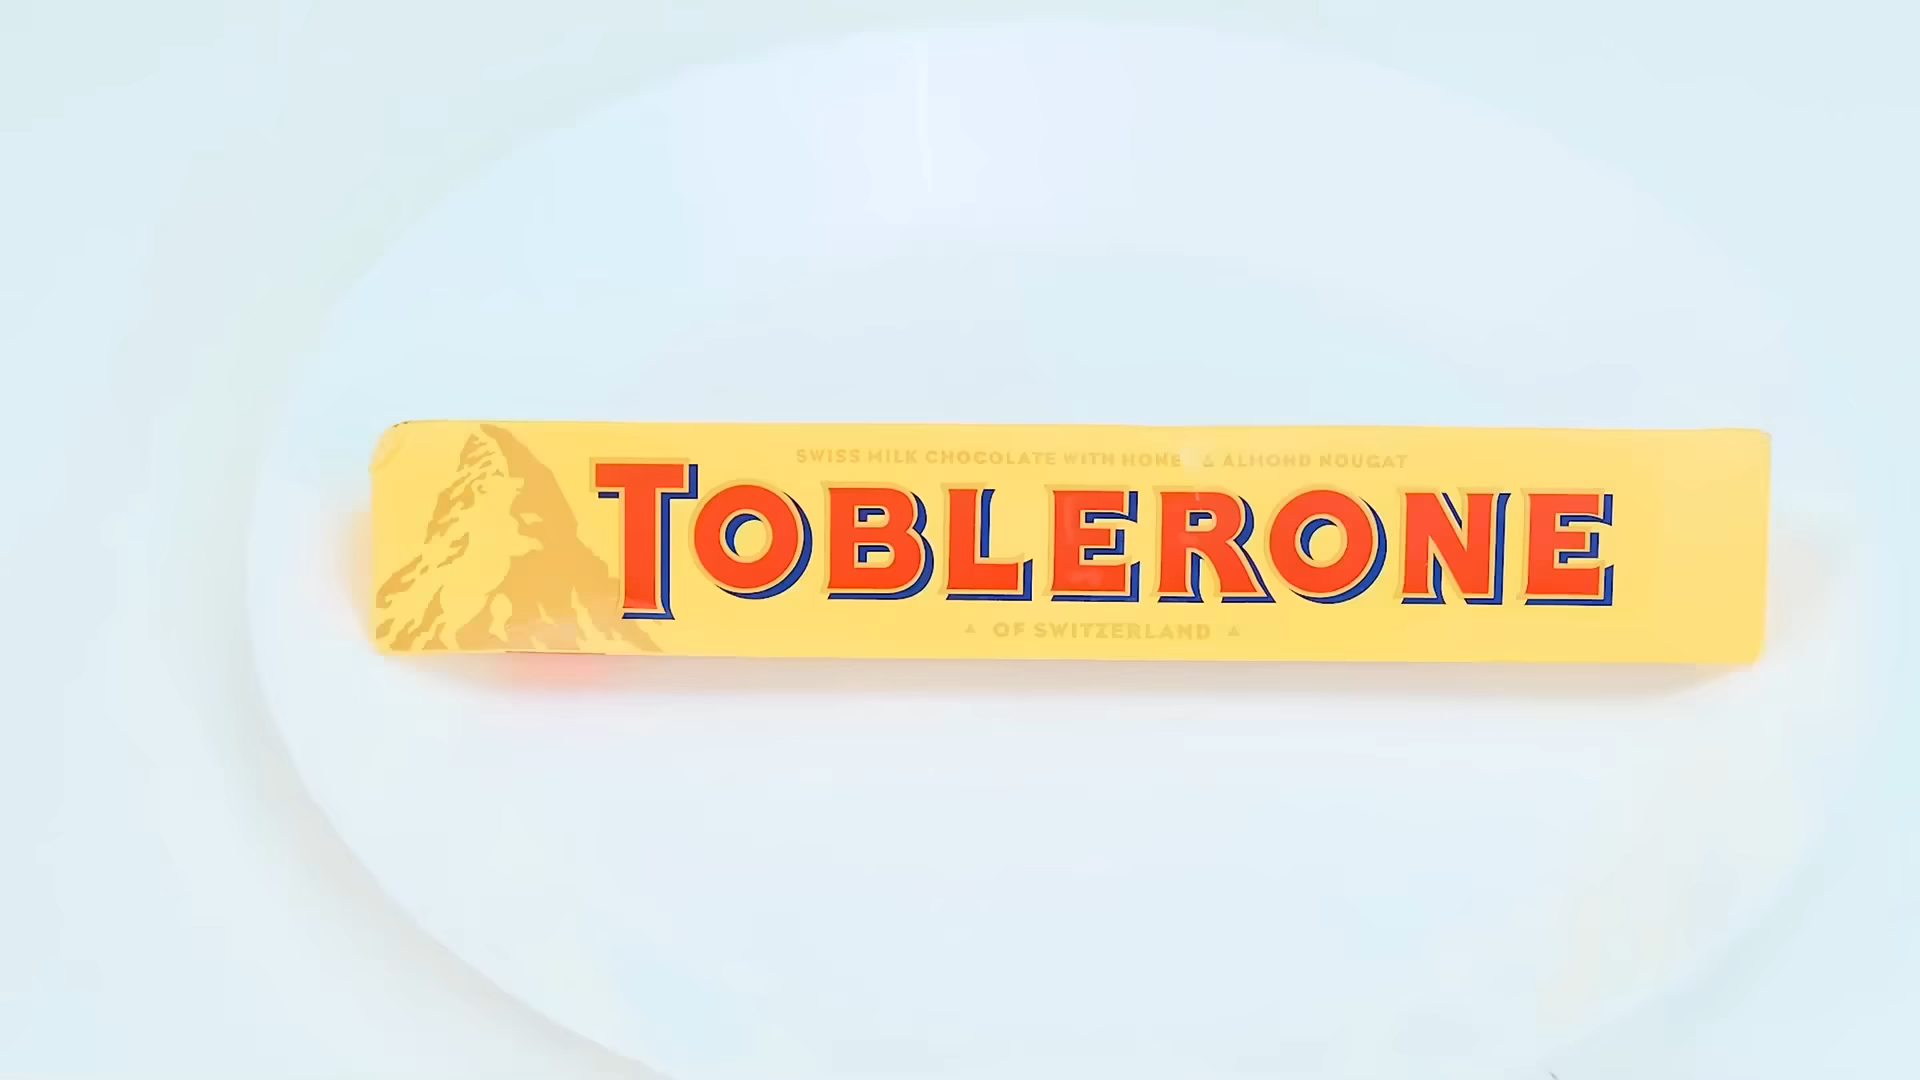 SWISS MILK CHOCOLATE WITH HONEY & ALMOND NOUGAT
TOBLERONE
OF SWITZERLAND